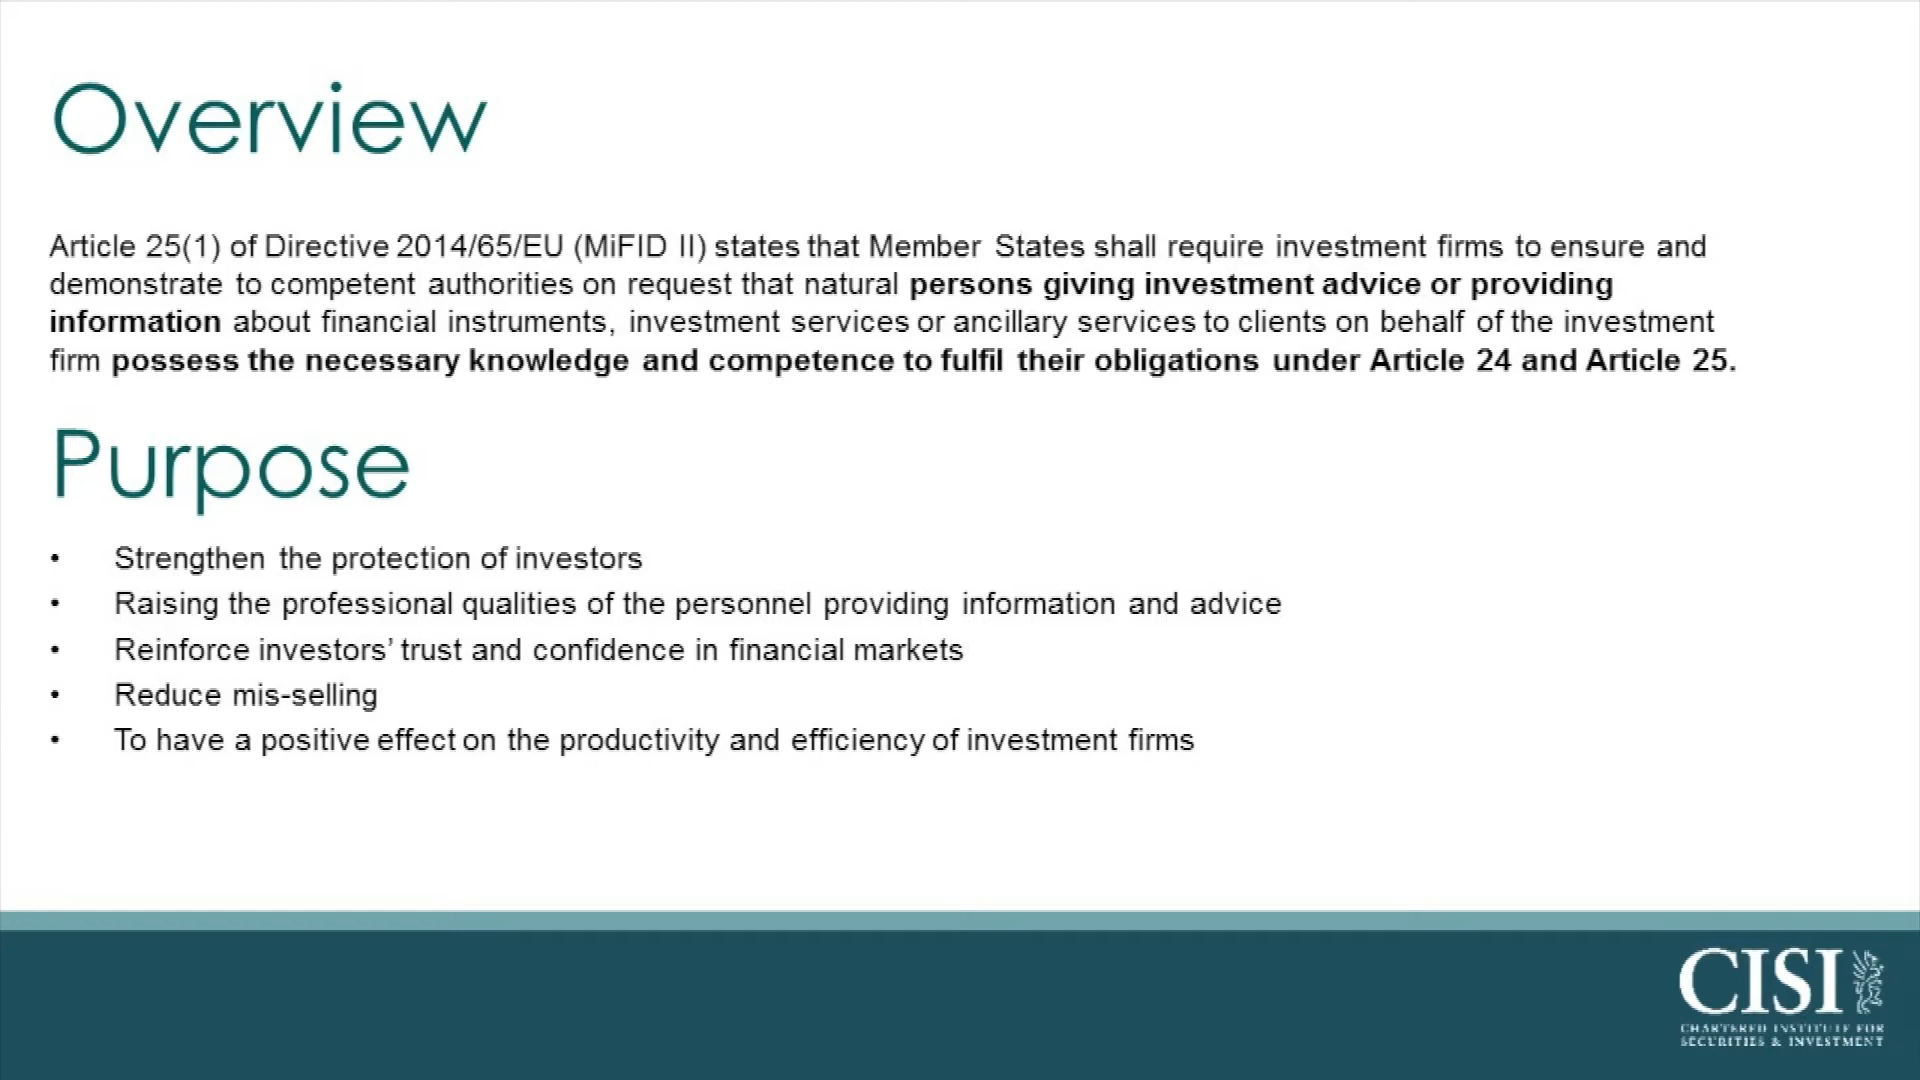 Overview
Article 25(1) of Directive 2014/65/EU (MiFID II) states that Member States shall require investment firms to ensure and
demonstrate to competent authorities on request that natural persons giving investment advice or providing
information about financial instruments, investment services or ancillary services to clients on behalf of the investment
firm possess the necessary knowledge and competence to fulfil their obligations under Article 24 and Article 25.
Purpose
• Strengthen the protection of investors
• Raising the professional qualities of the personnel providing information and advice
• Reinforce investors’ trust and confidence in financial markets
• Reduce mis-selling
• To have a positive effect on the productivity and efficiency of investment firms
CISI
CHARTERED INSTITUTE FOR
SECURITIES & INVESTMENT